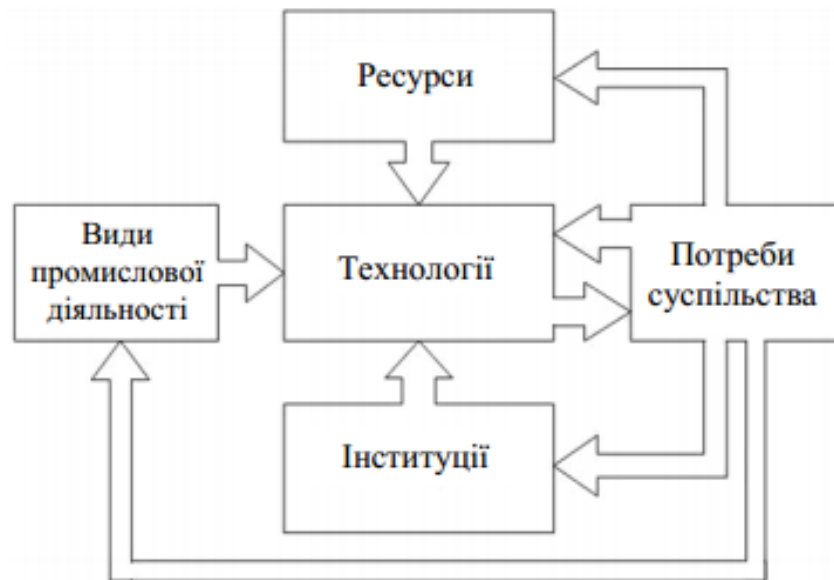 Ресурси
Види
промислової
діяльності
Технології
Потреби
суспільства
Інституції